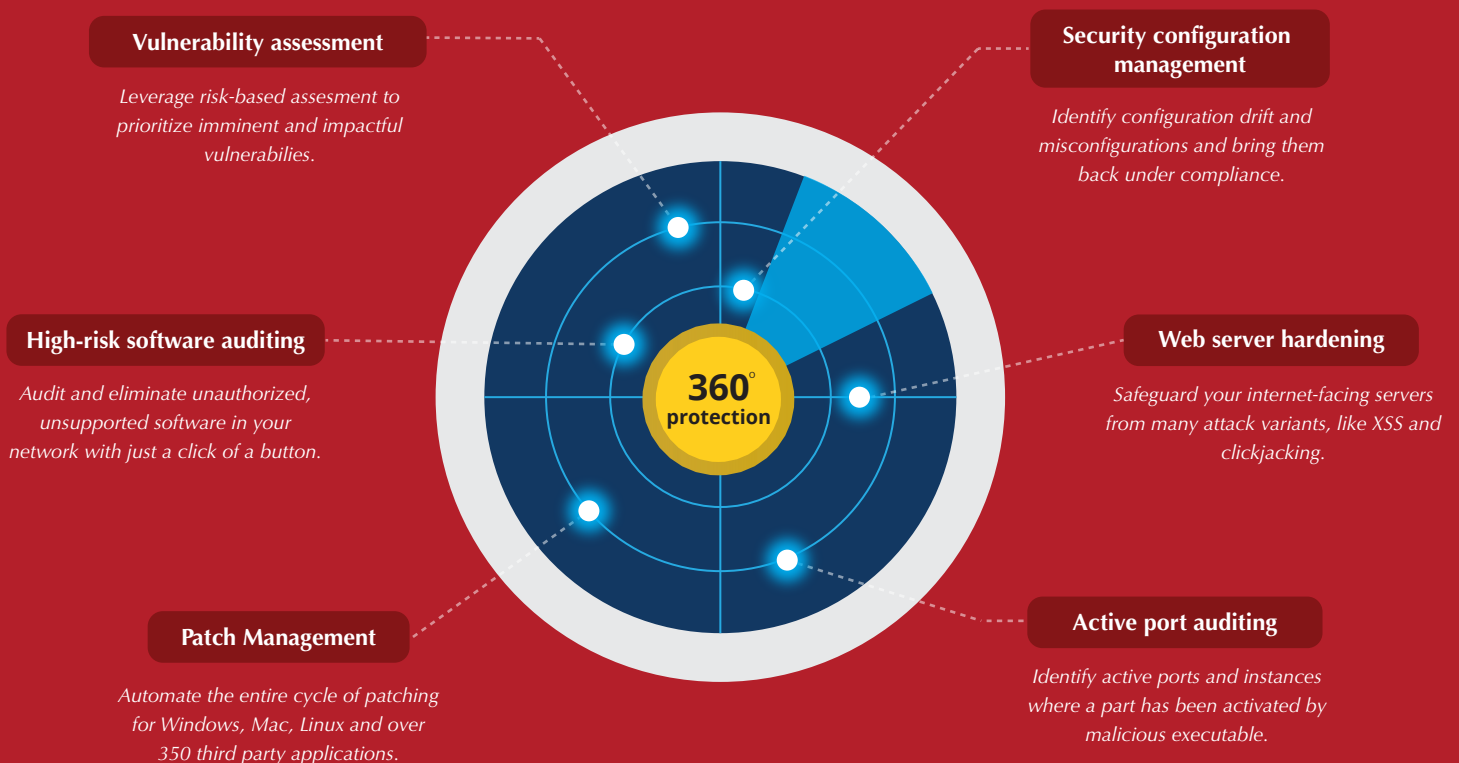 Vulnerability assessment
Leverage risk-based assesment to
prioritize imminent and impactful
vulnerabilies.
Security configuration
management
Identify configuration drift and
misconfigurations and bring them
back under compliance.
High-risk software auditing
Audit and eliminate unauthorized,
unsupported software in your
network with just a click of a button.
360°
protection
Web server hardening
Safeguard your internet-facing servers
from many attack variants, like XSS and
clickjacking.
Patch Management
Automate the entire cycle of patching
for Windows, Mac, Linux and over
350 third party applications.
Active port auditing
Identify active ports and instances
where a part has been activated by
malicious executable.